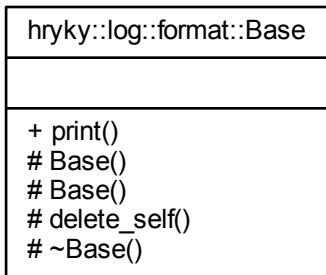 hryky::log::format::Base
+ print()
# Base()
# Base()
# delete_self()
# ~Base()